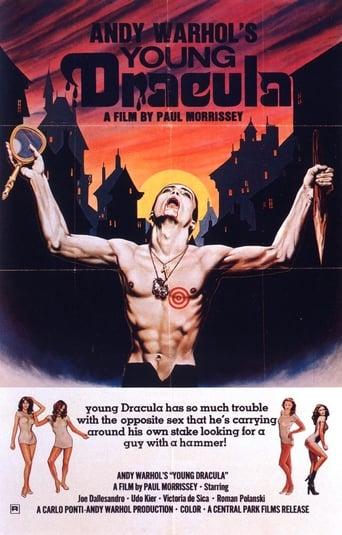 ANDY WARHOL'S
YOUNG
Dracula
A FILM BY PAUL MORRISSEY
young Dracula has so much trouble
with the opposite sex that he's carrying
around his own stake looking for a
guy with a hammer!
ANDY WARHOL'S "YOUNG DRACULA"
A FILM BY PAUL MORRISSEY - Starring
Joe Dallesandro • Udo Kier • Victoria de Sica • Roman Polanski
A CARLO PONTI-ANDY WARHOL PRODUCTION • COLOR • A CENTRAL PARK FILMS RELEASE
R